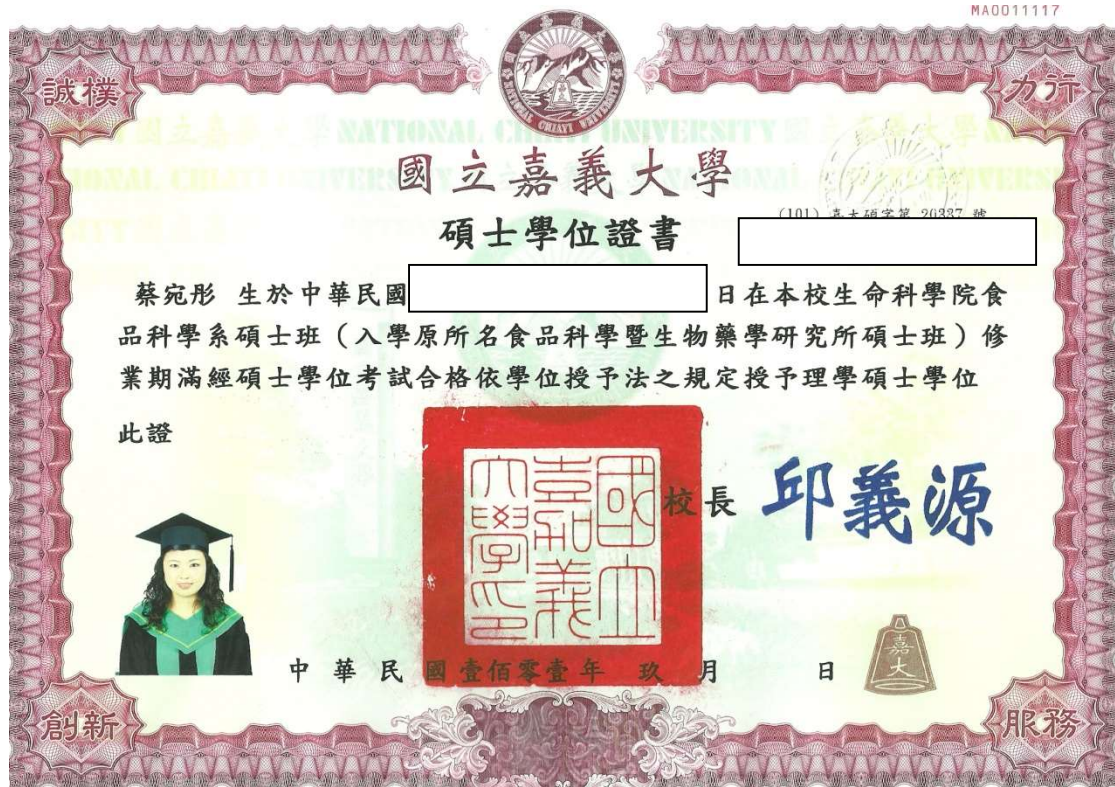 MA0011117
誠樸
力行
NATIONAL CHIAYI UNIVERSITY
國立嘉義大學
碩士學位證書
(101) 嘉大碩字第 20387 號
蔡宛彤 生於中華民國
日在本校生命科學院食
品科學系碩士班（入學原所名食品科學暨生物藥學研究所碩士班）修
業期滿經碩士學位考試合格依學位授予法之規定授予理學碩士學位
此證
國立嘉義大學印
校長 邱義源
中華民國壹佰零壹年 玖 月 日
嘉大
創新
服務